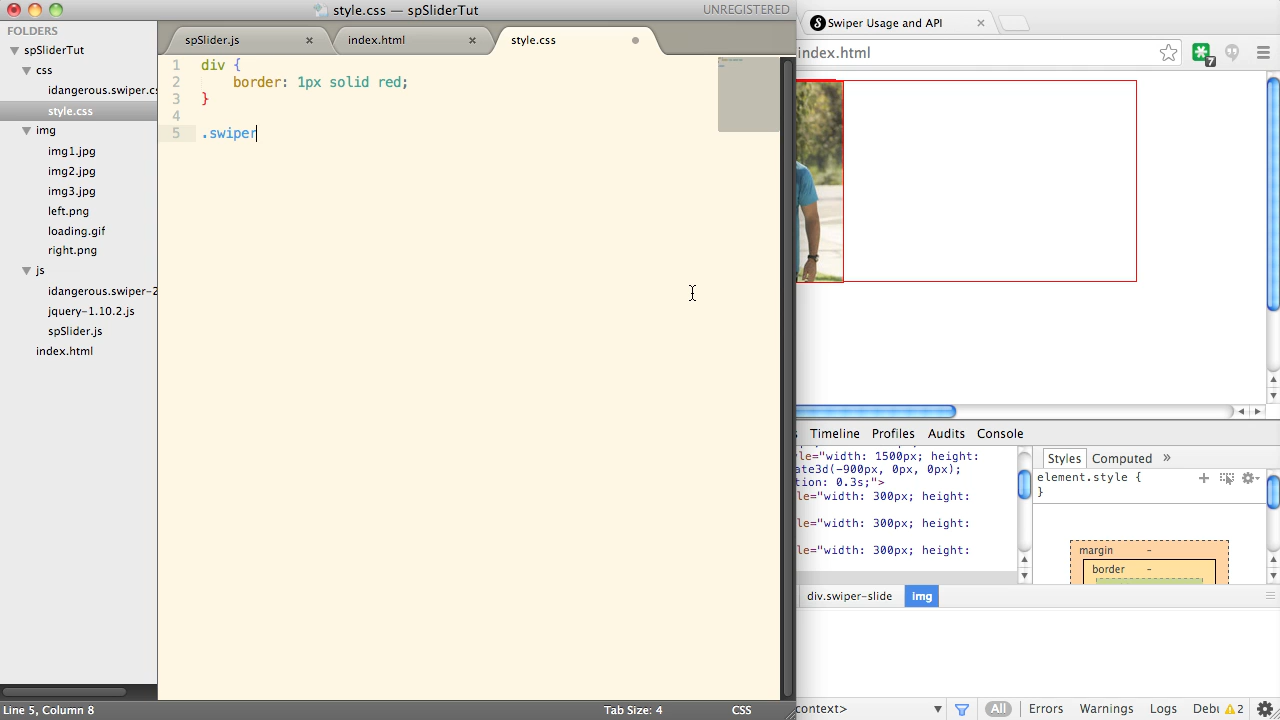 style.css — spSliderTut
UNREGISTERED
FOLDERS
spSliderTut
css
idangerous.swiper.cs
style.css
img
img1.jpg
img2.jpg
img3.jpg
left.png
loading.gif
right.png
js
idangerous.swiper-2
jquery-1.10.2.js
spSlider.js
index.html
spSlider.js
index.html
style.css
1 div {
2 border: 1px solid red;
3 }
4
5 .swiper
Line 5, Column 8
Tab Size: 4
CSS
Swiper Usage and API
index.html
7
Timeline Profiles Audits Console
le="width: 1500px; height:
ate3d(-900px, 0px, 0px);
tion: 0.3s;">
le="width: 300px; height:
le="width: 300px; height:
le="width: 300px; height:
Styles Computed »
element.style {
}
margin -
border -
div.swiper-slide img
context> All Errors Warnings Logs Debu 2